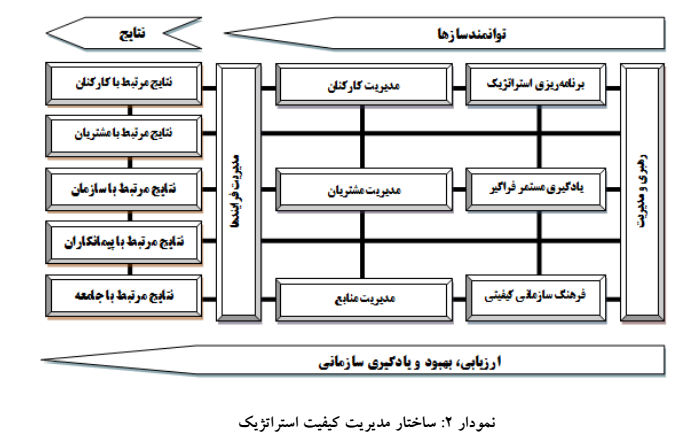 توانمندسازها
نتایج
رهبری و مدیریت
برنامه‌ریزی استراتژیک
مدیریت کارکنان
مدیریت فرایندها
نتایج مرتبط با کارکنان
نتایج مرتبط با مشتریان
یادگیری مستمر فراگیر
مدیریت مشتریان
نتایج مرتبط با سازمان
نتایج مرتبط با پیمانکاران
فرهنگ سازمانی کیفیتی
مدیریت منابع
نتایج مرتبط با جامعه
ارزیابی، بهبود و یادگیری سازمانی
نمودار ۲: ساختار مدیریت کیفیت استراتژیک